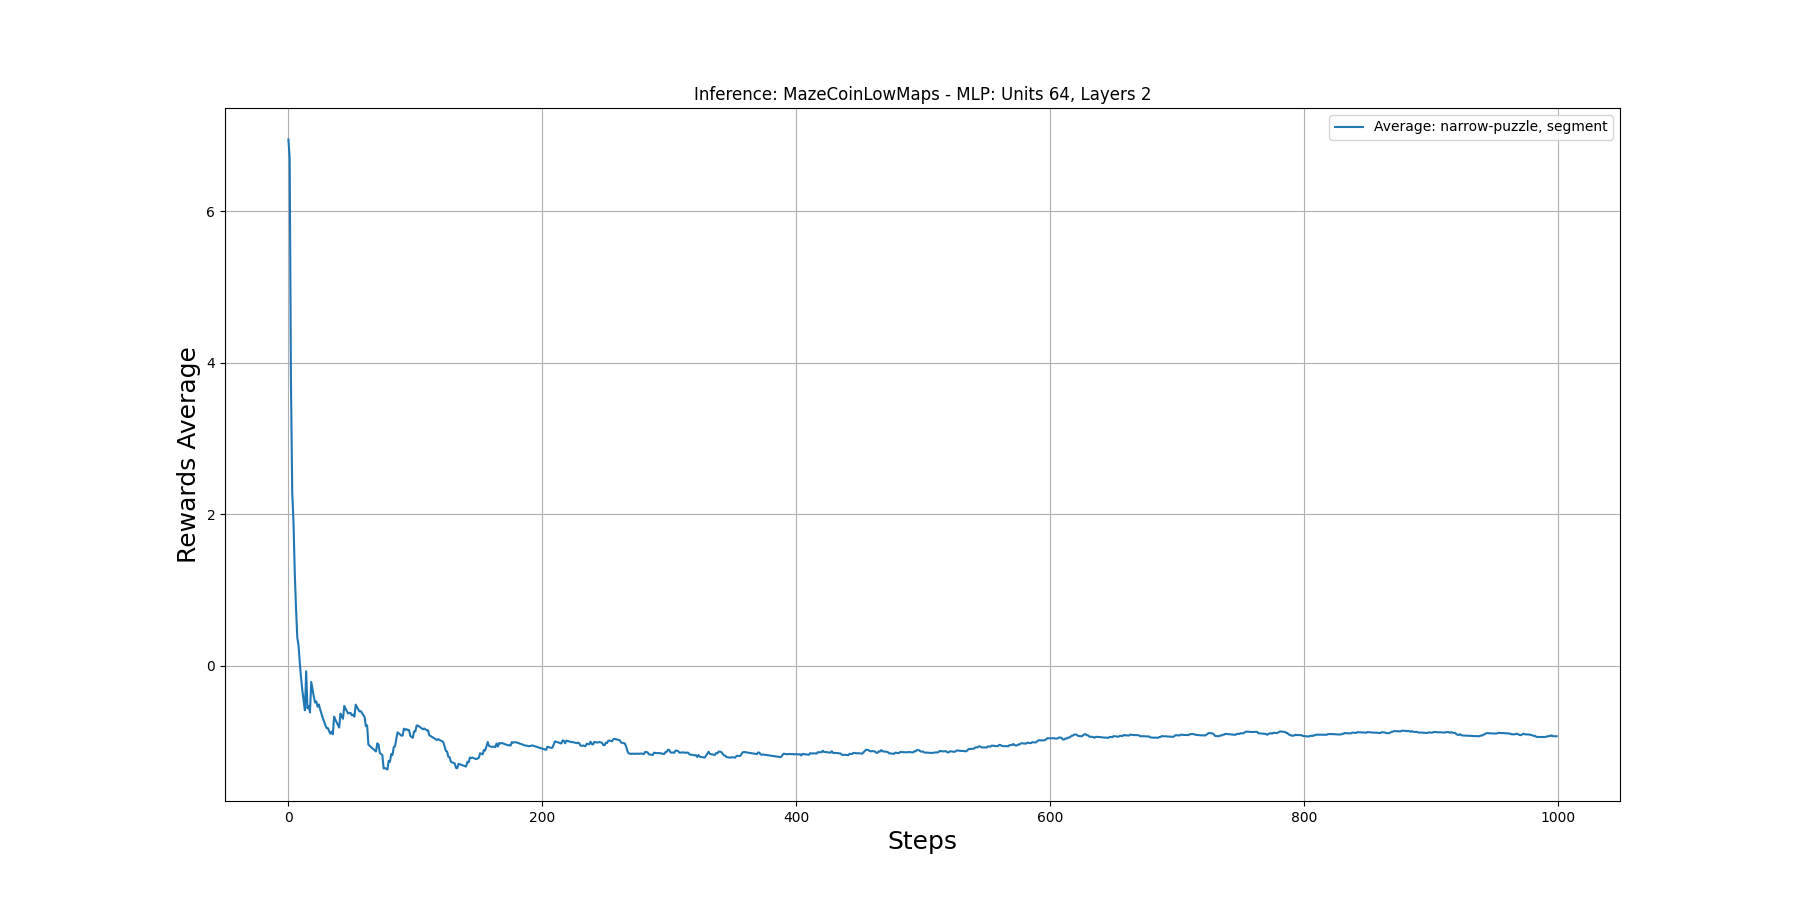 Inference: MazeCoinLowMaps - MLP: Units 64, Layers 2
Average: narrow-puzzle, segment
Rewards Average
6
4
2
0
0 200 400 600 800 1000
Steps